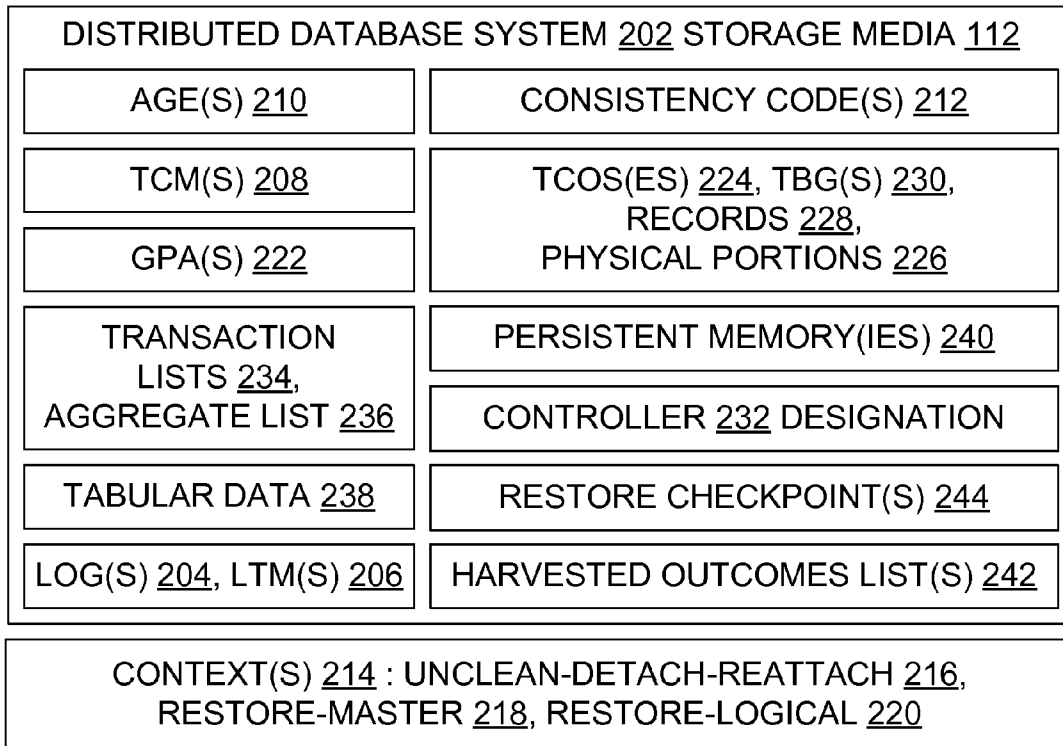 DISTRIBUTED DATABASE SYSTEM 202 STORAGE MEDIA 112
AGE(S) 210
CONSISTENCY CODE(S) 212
TCM(S) 208
TCOS(ES) 224, TBG(S) 230,
RECORDS 228,
PHYSICAL PORTIONS 226
GPA(S) 222
TRANSACTION
LISTS 234,
AGGREGATE LIST 236
PERSISTENT MEMORY(IES) 240
CONTROLLER 232 DESIGNATION
TABULAR DATA 238
RESTORE CHECKPOINT(S) 244
LOG(S) 204, LTM(S) 206
HARVESTED OUTCOMES LIST(S) 242
CONTEXT(S) 214 : UNCLEAN-DETACH-REATTACH 216,
RESTORE-MASTER 218, RESTORE-LOGICAL 220